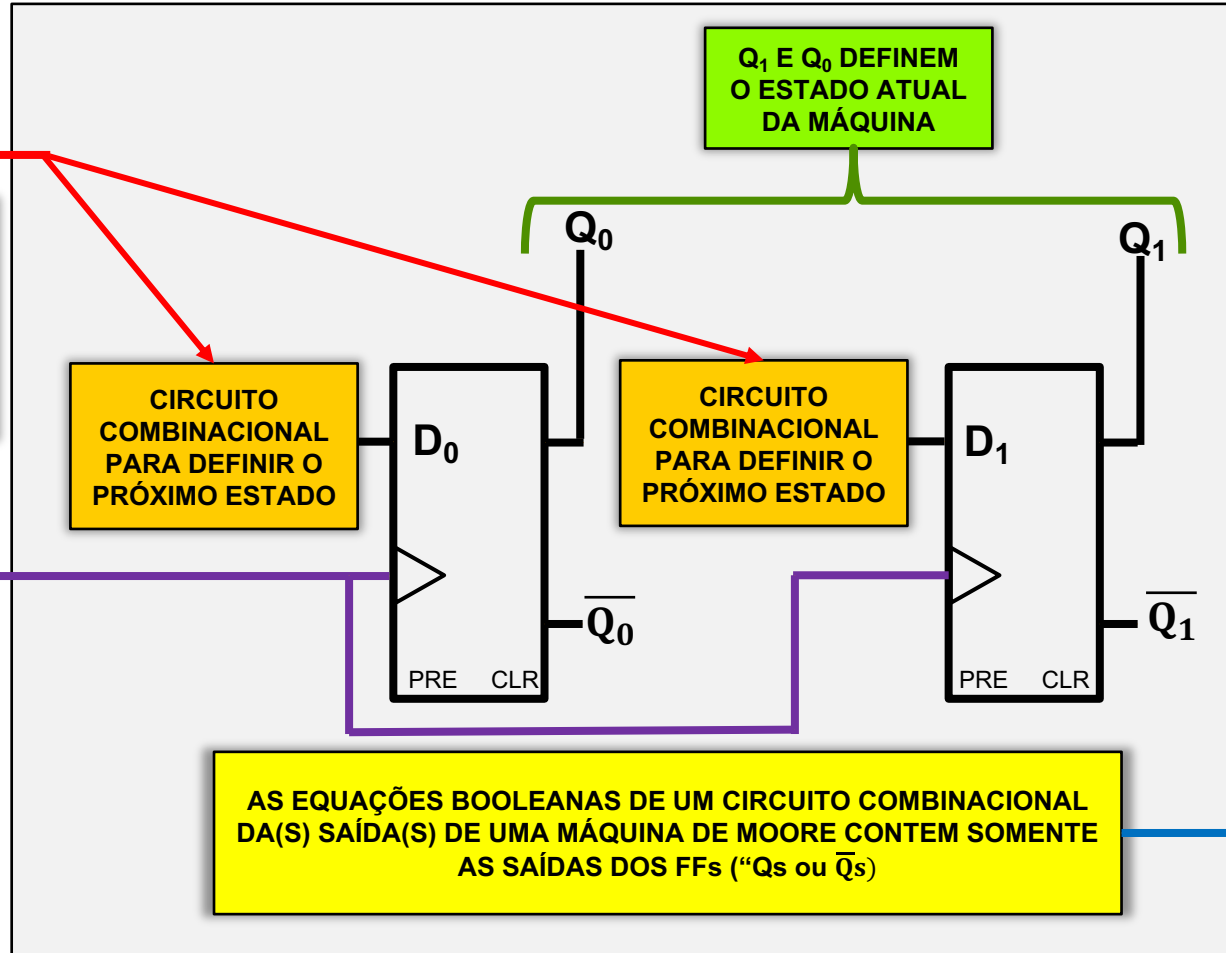 Q₁ E Q₀ DEFINEM
O ESTADO ATUAL
DA MÁQUINA
Q₀
Q₁
CIRCUITO
COMBINACIONAL
PARA DEFINIR O
PRÓXIMO ESTADO
D₀
CIRCUITO
COMBINACIONAL
PARA DEFINIR O
PRÓXIMO ESTADO
D₁
Q̅₀
Q̅₁
PRE CLR
PRE CLR
AS EQUAÇÕES BOOLEANAS DE UM CIRCUITO COMBINACIONAL
DA(S) SAÍDA(S) DE UMA MÁQUINA DE MOORE CONTEM SOMENTE
AS SAÍDAS DOS FFs (“Qs ou Q̅s)